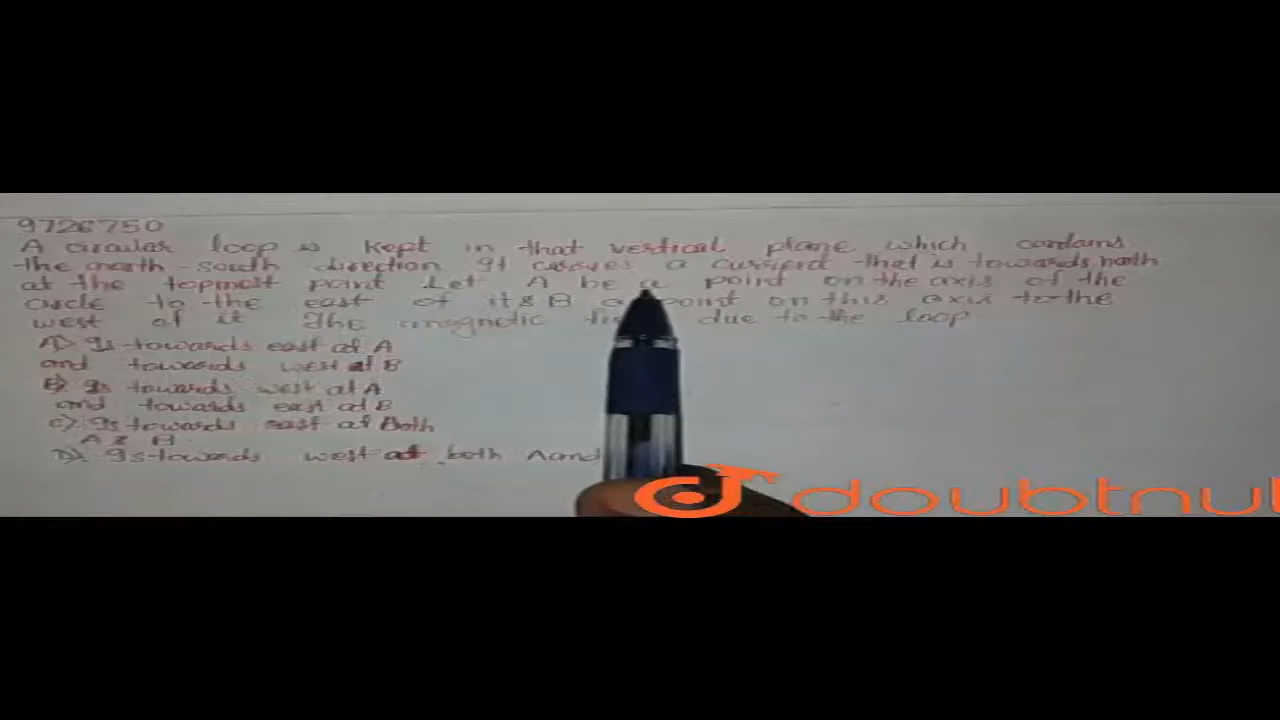 9726750
A circular loop is kept in that vertical plane which contains
the north-south direction It carries a current that is towards north
at the topmost point Let A be a point on the axis of the
circle to the east of it & B a point on this axis to the
west of it The magnetic due to the loop
A) Is towards east at A
and towards west at B
B) Is towards west at A
and towards east at B
C) Is towards east at Both
A & B
D) Is towards west at both A and
doubtnut